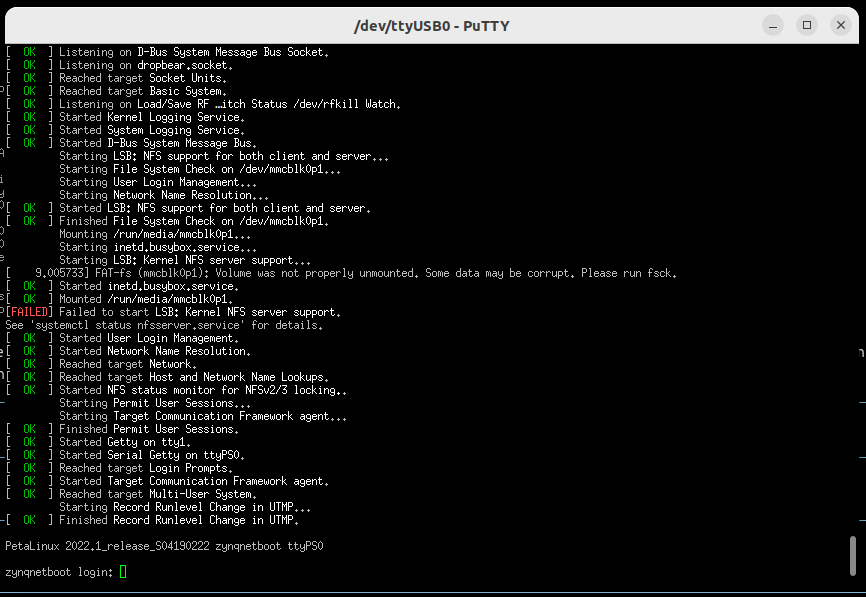 /dev/ttyUSB0 - PuTTY
[  OK  ] Listening on D-Bus System Message Bus Socket.
[  OK  ] Listening on dropbear.socket.
[  OK  ] Reached target Socket Units.
[  OK  ] Reached target Basic System.
[  OK  ] Listening on Load/Save RF …itch Status /dev/rfkill Watch.
[  OK  ] Started Kernel Logging Service.
[  OK  ] Started System Logging Service.
[  OK  ] Started D-Bus System Message Bus.
Starting LSB: NFS support for both client and server...
Starting File System Check on /dev/mmcblk0p1...
Starting User Login Management...
Starting Network Name Resolution...
[  OK  ] Started LSB: NFS support for both client and server.
[  OK  ] Finished File System Check on /dev/mmcblk0p1.
Mounting /run/media/mmcblk0p1...
Starting inetd.busybox.service...
Starting LSB: Kernel NFS server support...
[    9.005733] FAT-fs (mmcblk0p1): Volume was not properly unmounted. Some data may be corrupt. Please run fsck.
[  OK  ] Started inetd.busybox.service.
[  OK  ] Mounted /run/media/mmcblk0p1.
[FAILED] Failed to start LSB: Kernel NFS server support.
See 'systemctl status nfsserver.service' for details.
[  OK  ] Started User Login Management.
[  OK  ] Started Network Name Resolution.
[  OK  ] Reached target Network.
[  OK  ] Reached target Host and Network Name Lookups.
[  OK  ] Started NFS status monitor for NFSv2/3 locking..
Starting Permit User Sessions...
Starting Target Communication Framework agent...
[  OK  ] Finished Permit User Sessions.
[  OK  ] Started Getty on tty1.
[  OK  ] Started Serial Getty on ttyPS0.
[  OK  ] Reached target Login Prompts.
[  OK  ] Started Target Communication Framework agent.
[  OK  ] Reached target Multi-User System.
Starting Record Runlevel Change in UTMP...
[  OK  ] Finished Record Runlevel Change in UTMP.
PetaLinux 2022.1_release_S04190222 zynqnetboot ttyPS0
zynqnetboot login: